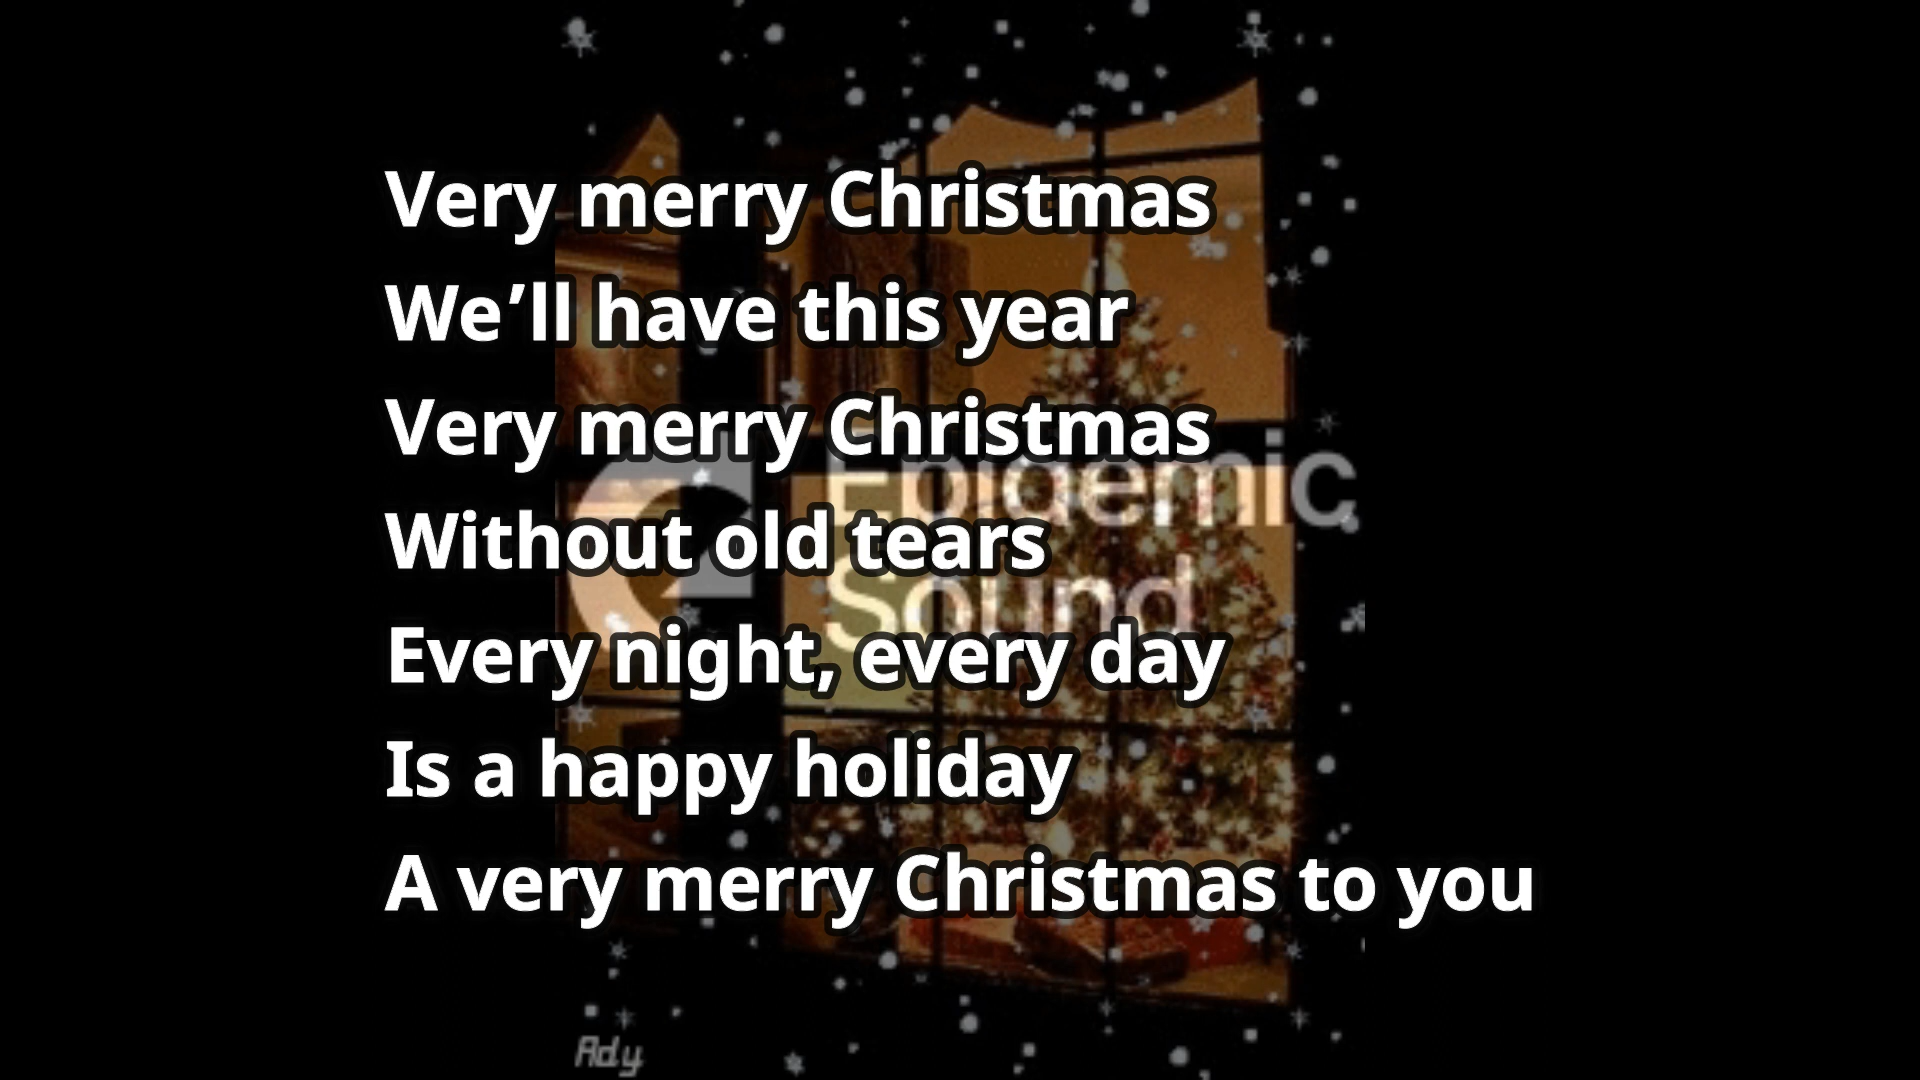 Very merry Christmas
We’ll have this year
Very merry Christmas
Epidemic
Without old tears
Sound
Every night, every day
Is a happy holiday
A very merry Christmas to you
Ady